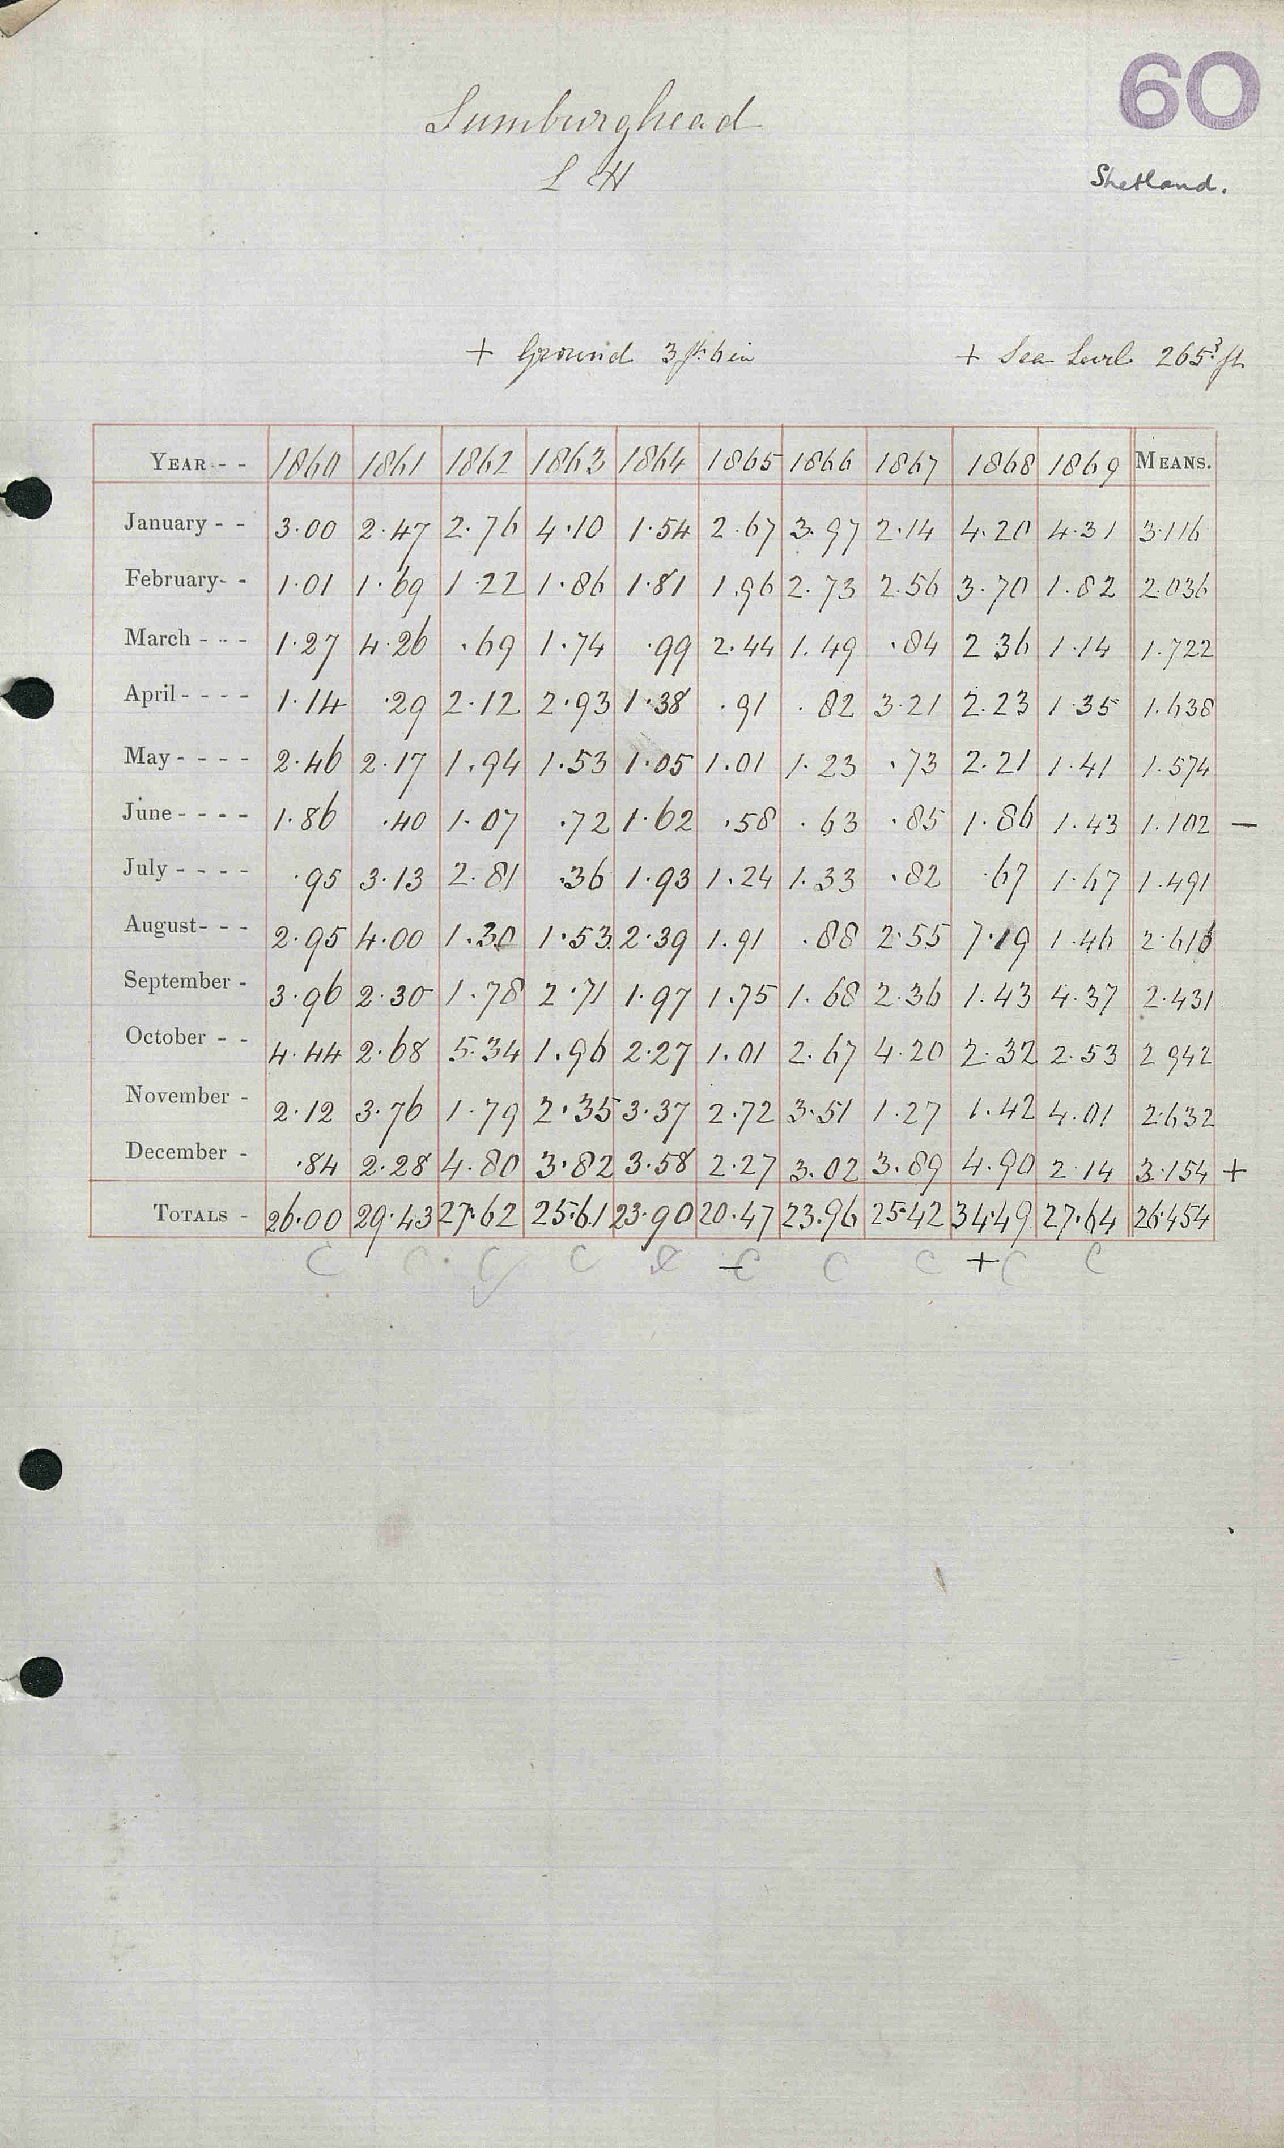 60
Sumburghead
L H
Shetland.
+ Ground 3 ft. 6 in
+ Sea Level 265.³ ft
YEAR - - 1860 1861 1862 1863 1864 1865 1866 1867 1868 1869 MEANS.
January - - 3.00 2.47 2.76 4.10 1.54 2.67 3.97 2.14 4.20 4.31 3.116
February - - 1.01 1.69 1.22 1.86 1.81 1.96 2.73 2.56 3.70 1.82 2.036
March - - - 1.27 4.26 .69 1.74 .99 2.44 1.49 .84 2 36 1.14 1.722
April - - - - 1.14 .29 2.12 2.93 1.38 .91 .82 3.21 2.23 1.35 1.638
May - - - - 2.46 2.17 1.94 1.53 1.05 1.01 1.23 .73 2.21 1.41 1.574
June - - - - 1.86 .40 1.07 .72 1.62 .58 .63 .85 1.86 1.43 1.102 —
July - - - - .95 3.13 2.81 .36 1.93 1.24 1.33 .82 .67 1.67 1.491
August - - - 2.95 4.00 1.30 1.53 2.39 1.91 .88 2.55 7.19 1.46 2.616
September - 3.96 2.30 1.78 2.71 1.97 1.75 1.68 2.36 1.43 4.37 2.431
October - - 4.44 2.68 5.34 1.96 2.27 1.01 2.67 4.20 2.32 2.53 2 942
November - 2.12 3.76 1.79 2.35 3.37 2.72 3.51 1.27 1.42 4.01 2.632
December - .84 2.28 4.80 3.82 3.58 2.27 3.02 3.89 4.90 2.14 3.154 +
TOTALS - 26.00 29.43 27.62 25.61 23.90 20.47 23.96 25.42 34.49 27.64 26.454
C C C C C — C C C + C C